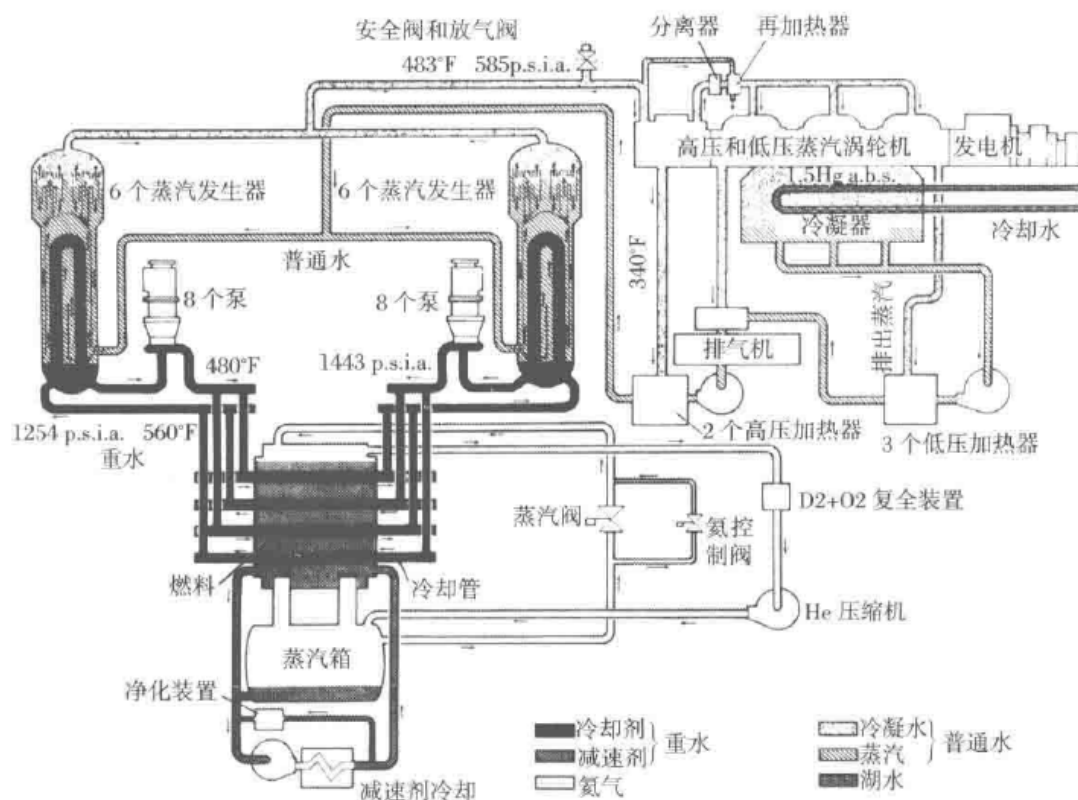 安全阀和放气阀
483°F 585p.s.i.a.
分离器
再加热器
高压和低压蒸汽涡轮机
发电机
1.5Hg a.b.s.
冷凝器
冷却水
6个蒸汽发生器
6个蒸汽发生器
普通水
8个泵
8个泵
340°F
排气机
排出蒸汽
480°F
1443 p.s.i.a.
1254 p.s.i.a. 560°F
重水
2个高压加热器
3个低压加热器
D2+O2 复全装置
蒸汽阀
氦控
制阀
燃料
冷却管
He 压缩机
蒸汽箱
净化装置
减速剂冷却
冷却剂
减速剂
重水
氦气
冷凝水
蒸汽
普通水
湖水